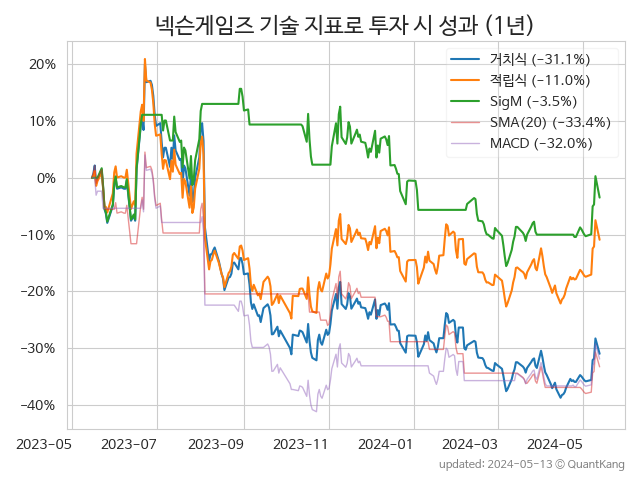 넥슨게임즈 기술 지표로 투자 시 성과 (1년)
거치식 (−31.1%)
적립식 (−11.0%)
SigM (−3.5%)
SMA(20) (−33.4%)
MACD (−32.0%)
20%
10%
0%
−10%
−20%
−30%
−40%
2023−05 2023−07 2023−09 2023−11 2024−01 2024−03 2024−05
updated: 2024-05-13 ⓒ QuantKang